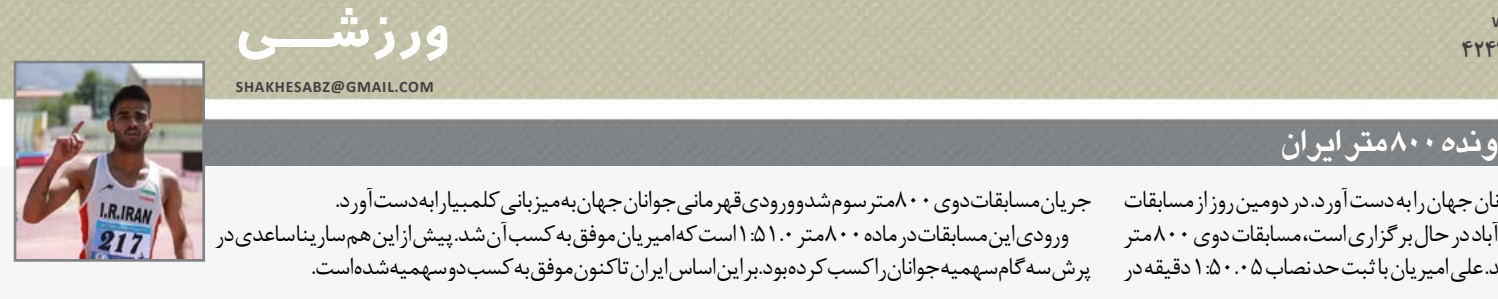 ورزشـــی
SHAKHESABZ@GMAIL.COM
ونده ۸۰۰ متر ایران
نان جهان را به دست آورد. در دومین روز از مسابقات
آباد در حال برگزاری است، مسابقات دوی ۸۰۰ متر
د. علی امیریان با ثبت حدنصاب ۱:۵۰.۰۵ دقیقه در
جریان مسابقات دوی ۸۰۰ متر سوم شد و ورودی قهرمانی جوانان جهان به میزبانی کلمبیا را به دست آورد.
ورودی این مسابقات در ماده ۸۰۰ متر ۱:۵۱.۰ است که امیریان موفق به کسب آن شد. پیش از این هم سارینا ساعدی در
پرش سه گام سهمیه جوانان را کسب کرده بود. بر این اساس ایران تاکنون موفق به کسب دو سهمیه شده است.
I.R.IRAN
217